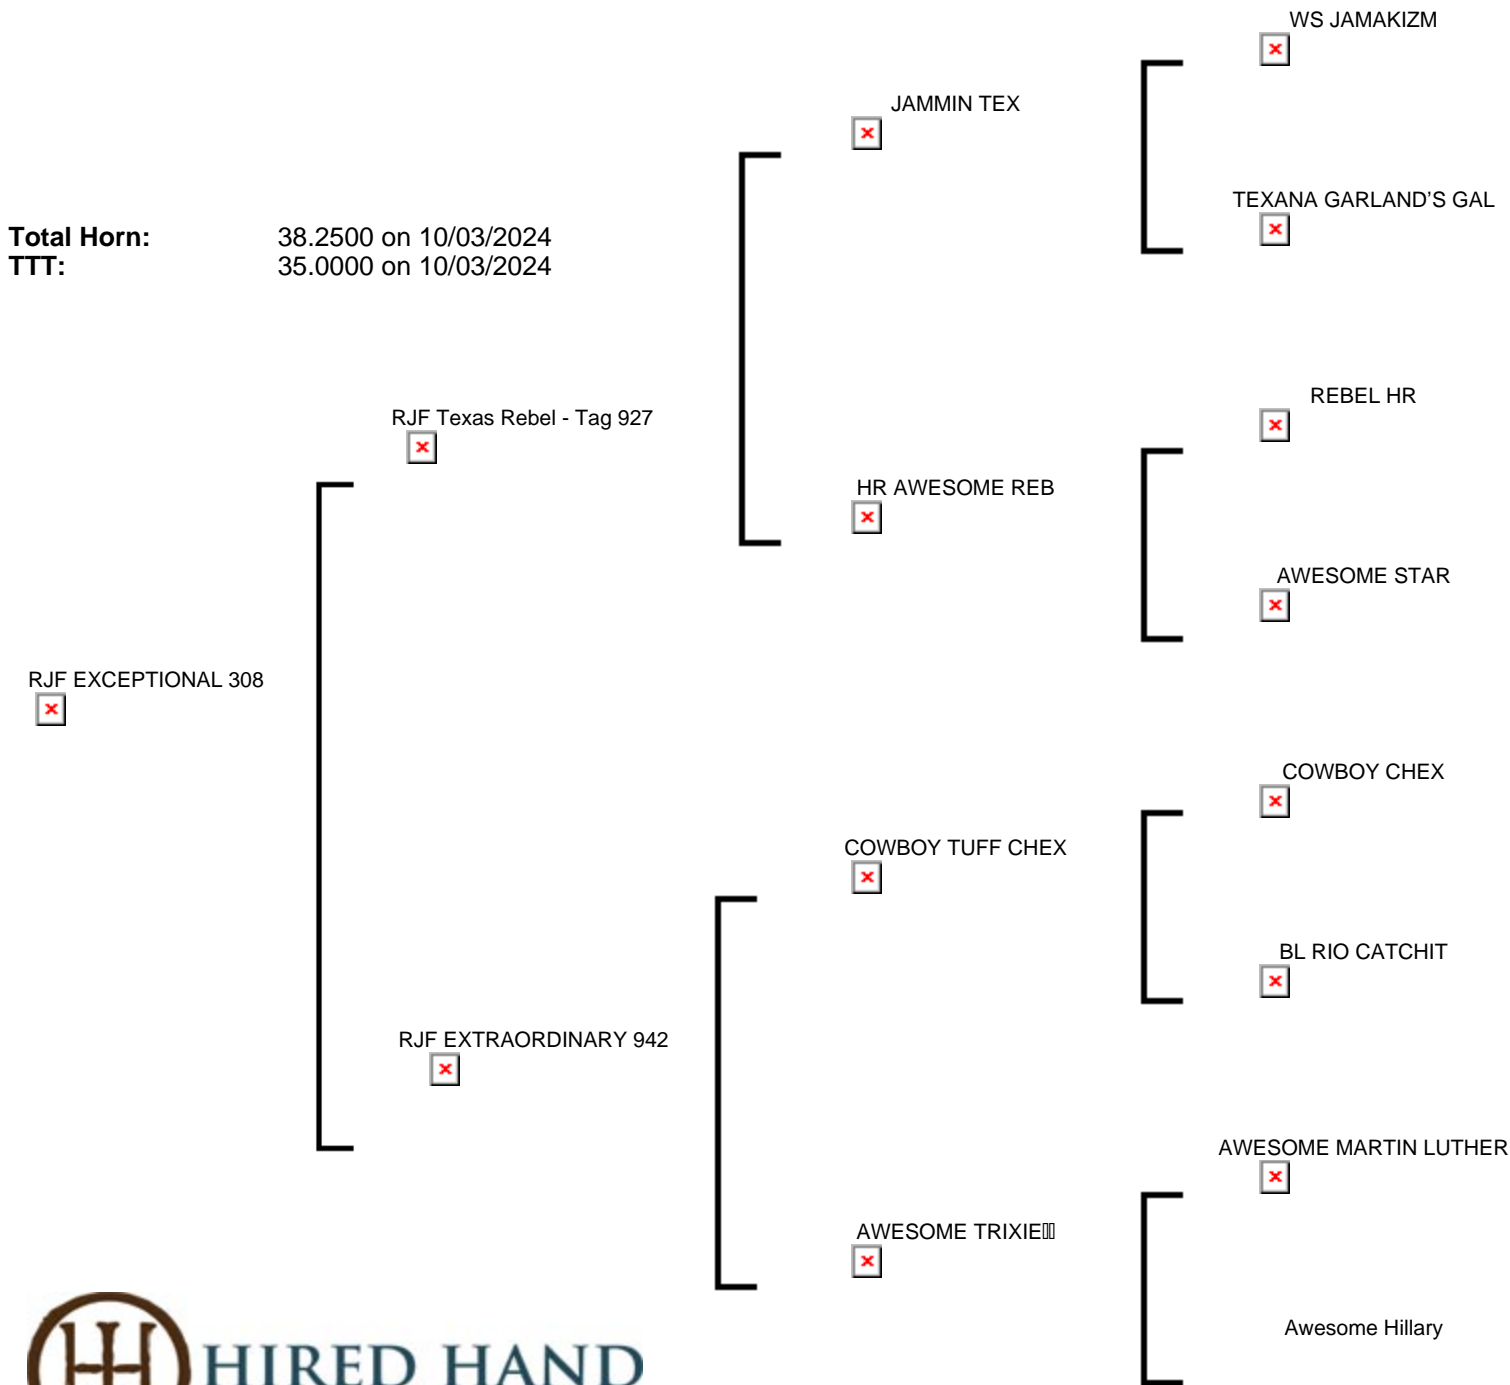 WS JAMAKIZM
JAMMIN TEX
TEXANA GARLAND'S GAL
Total Horn: 38.2500 on 10/03/2024
TTT: 35.0000 on 10/03/2024
REBEL HR
RJF Texas Rebel - Tag 927
HR AWESOME REB
AWESOME STAR
RJF EXCEPTIONAL 308
COWBOY CHEX
COWBOY TUFF CHEX
BL RIO CATCHIT
RJF EXTRAORDINARY 942
AWESOME MARTIN LUTHER
AWESOME TRIXIE
Awesome Hillary
HIRED HAND